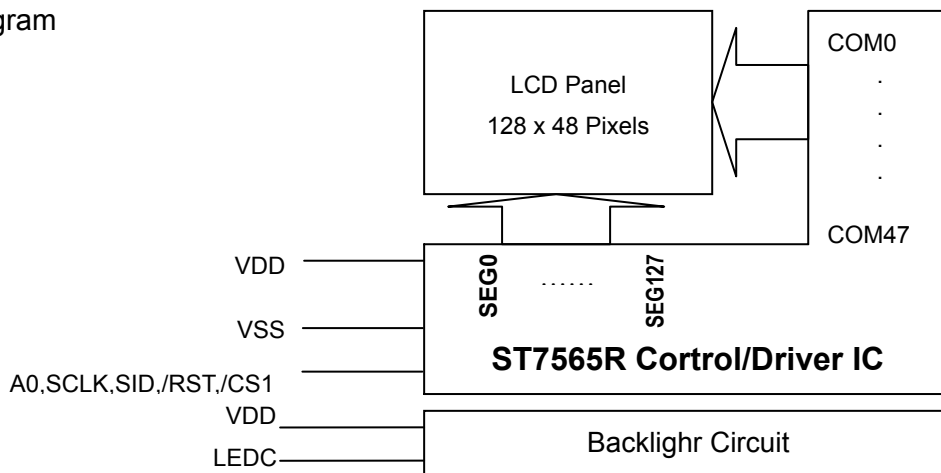 gram
LCD Panel
128 x 48 Pixels
COM0
.
.
.
.
COM47
VDD
VSS
A0,SCLK,SID,/RST,/CS1
SEG0
......
SEG127
ST7565R Cortrol/Driver IC
VDD
LEDC
Backlighr Circuit